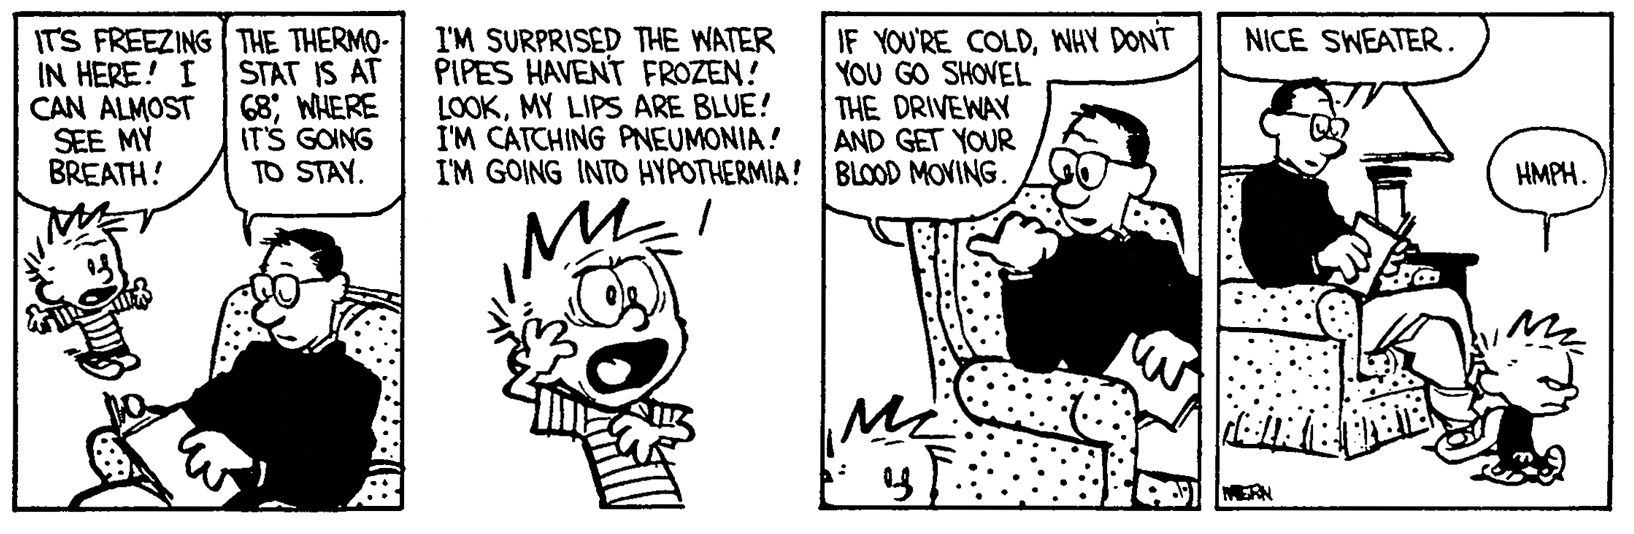 IT'S FREEZING
IN HERE! I
CAN ALMOST
SEE MY
BREATH!
THE THERMO-
STAT IS AT
68°, WHERE
IT'S GOING
TO STAY.
I'M SURPRISED THE WATER
PIPES HAVEN'T FROZEN!
LOOK, MY LIPS ARE BLUE!
I'M CATCHING PNEUMONIA!
I'M GOING INTO HYPOTHERMIA!
IF YOU'RE COLD, WHY DON'T
YOU GO SHOVEL
THE DRIVEWAY
AND GET YOUR
BLOOD MOVING.
NICE SWEATER.
HMPH.